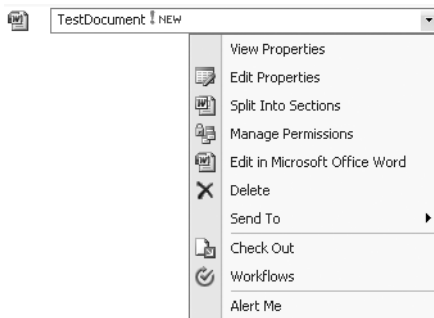 TestDocument ! NEW
View Properties
Edit Properties
Split Into Sections
Manage Permissions
Edit in Microsoft Office Word
Delete
Send To
Check Out
Workflows
Alert Me